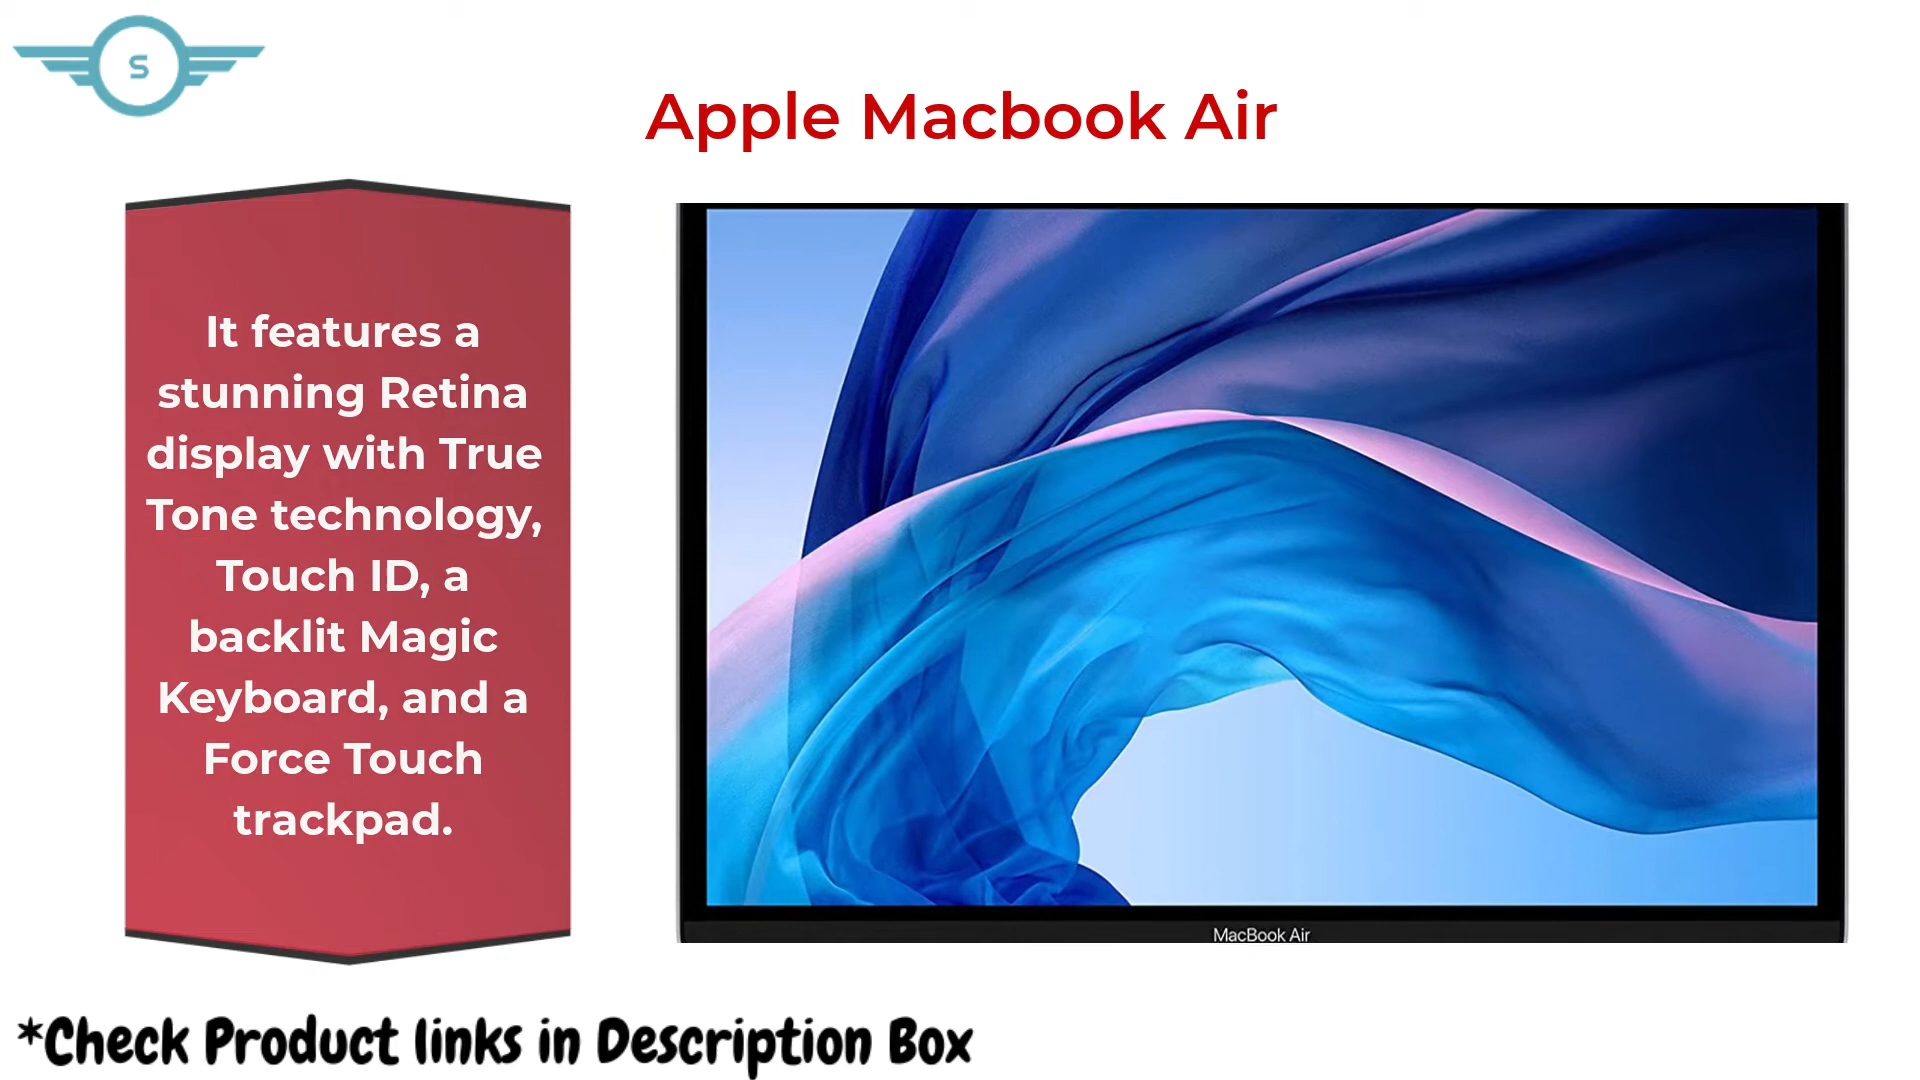 S
Apple Macbook Air
It features a
stunning Retina
display with True
Tone technology,
Touch ID, a
backlit Magic
Keyboard, and a
Force Touch
trackpad.
MacBook Air
*Check Product links in Description Box